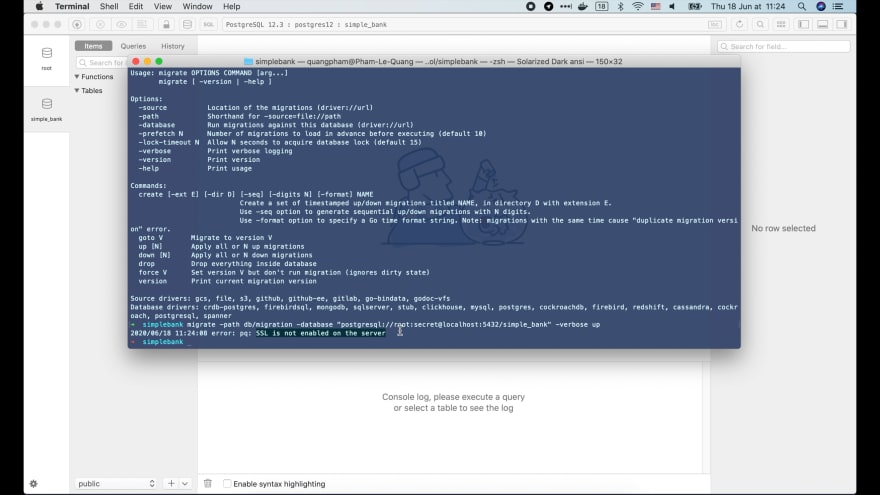 Terminal Shell Edit View Window Help
18
Thu 18 Jun at 11:24
SQL
PostgreSQL 12.3 : postgres12 : simple_bank
root
simple_bank
Items Queries History
Search for
Functions
Tables
Search for field...
simplebank — quangpham@Pham-Le-Quang — ..ol/simplebank — -zsh — Solarized Dark ansi — 150×32
Usage: migrate OPTIONS COMMAND [arg...]
migrate [ -version | -help ]
Options:
-source Location of the migrations (driver://url)
-path Shorthand for -source=file://path
-database Run migrations against this database (driver://url)
-prefetch N Number of migrations to load in advance before executing (default 10)
-lock-timeout N Allow N seconds to acquire database lock (default 15)
-verbose Print verbose logging
-version Print version
-help Print usage
Commands:
create [-ext E] [-dir D] [-seq] [-digits N] [-format] NAME
Create a set of timestamped up/down migrations titled NAME, in directory D with extension E.
Use -seq option to generate sequential up/down migrations with N digits.
Use -format option to specify a Go time format string. Note: migrations with the same time cause "duplicate migration versi
on" error.
goto V Migrate to version V
up [N] Apply all or N up migrations
down [N] Apply all or N down migrations
drop Drop everything inside database
force V Set version V but don't run migration (ignores dirty state)
version Print current migration version
Source drivers: gcs, file, s3, github, github-ee, gitlab, go-bindata, godoc-vfs
Database drivers: crdb-postgres, firebirdsql, mongodb, sqlserver, stub, clickhouse, mysql, postgres, cockroachdb, firebird, redshift, cassandra, cockr
oach, postgresql, spanner
→ simplebank migrate -path db/migration -database "postgresql://root:secret@localhost:5432/simple_bank" -verbose up
2020/06/18 11:24:08 error: pq: SSL is not enabled on the server
→ simplebank _
No row selected
Console log, please execute a query
or select a table to see the log
public
Enable syntax highlighting